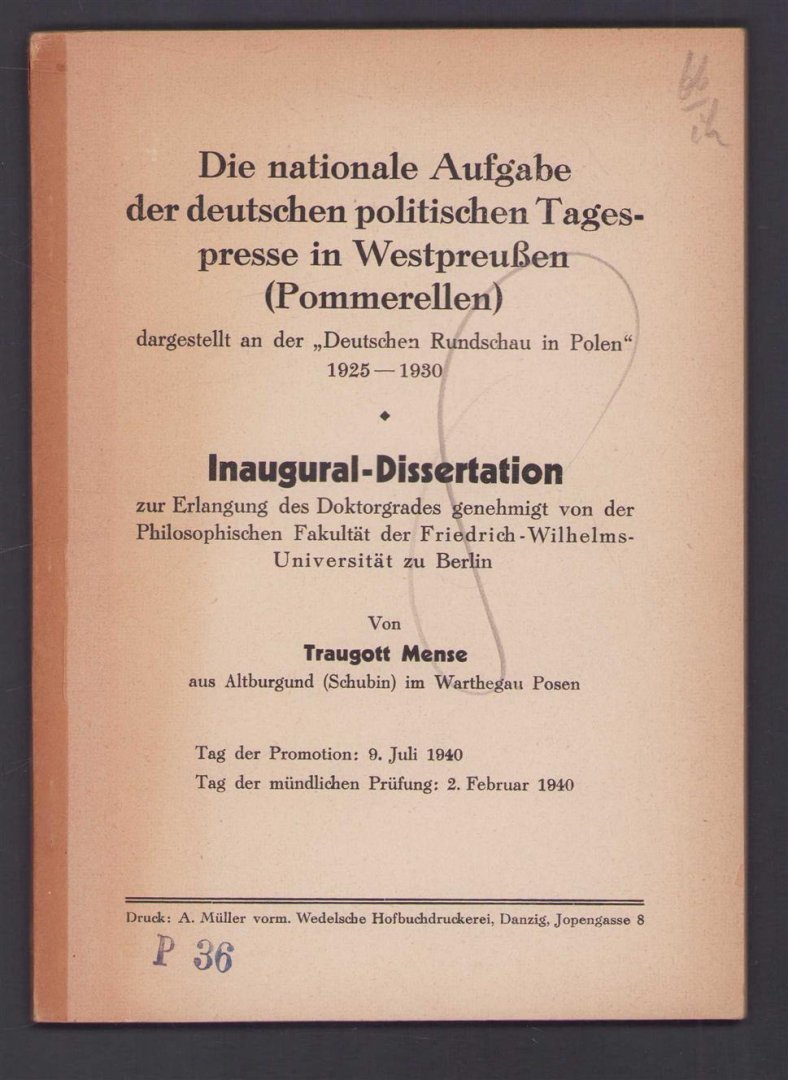 Die nationale Aufgabe
der deutschen politischen Tages-
presse in Westpreußen
(Pommerellen)
dargestellt an der „Deutschen Rundschau in Polen“
1925—1930
Inaugural-Dissertation
zur Erlangung des Doktorgrades genehmigt von der
Philosophischen Fakultät der Friedrich-Wilhelms-
Universität zu Berlin
Von
Traugott Mense
aus Altburgund (Schubin) im Warthegau Posen
Tag der Promotion: 9. Juli 1940
Tag der mündlichen Prüfung: 2. Februar 1940
Druck: A. Müller vorm. Wedelsche Hofbuchdruckerei, Danzig, Jopengasse 8
P 36